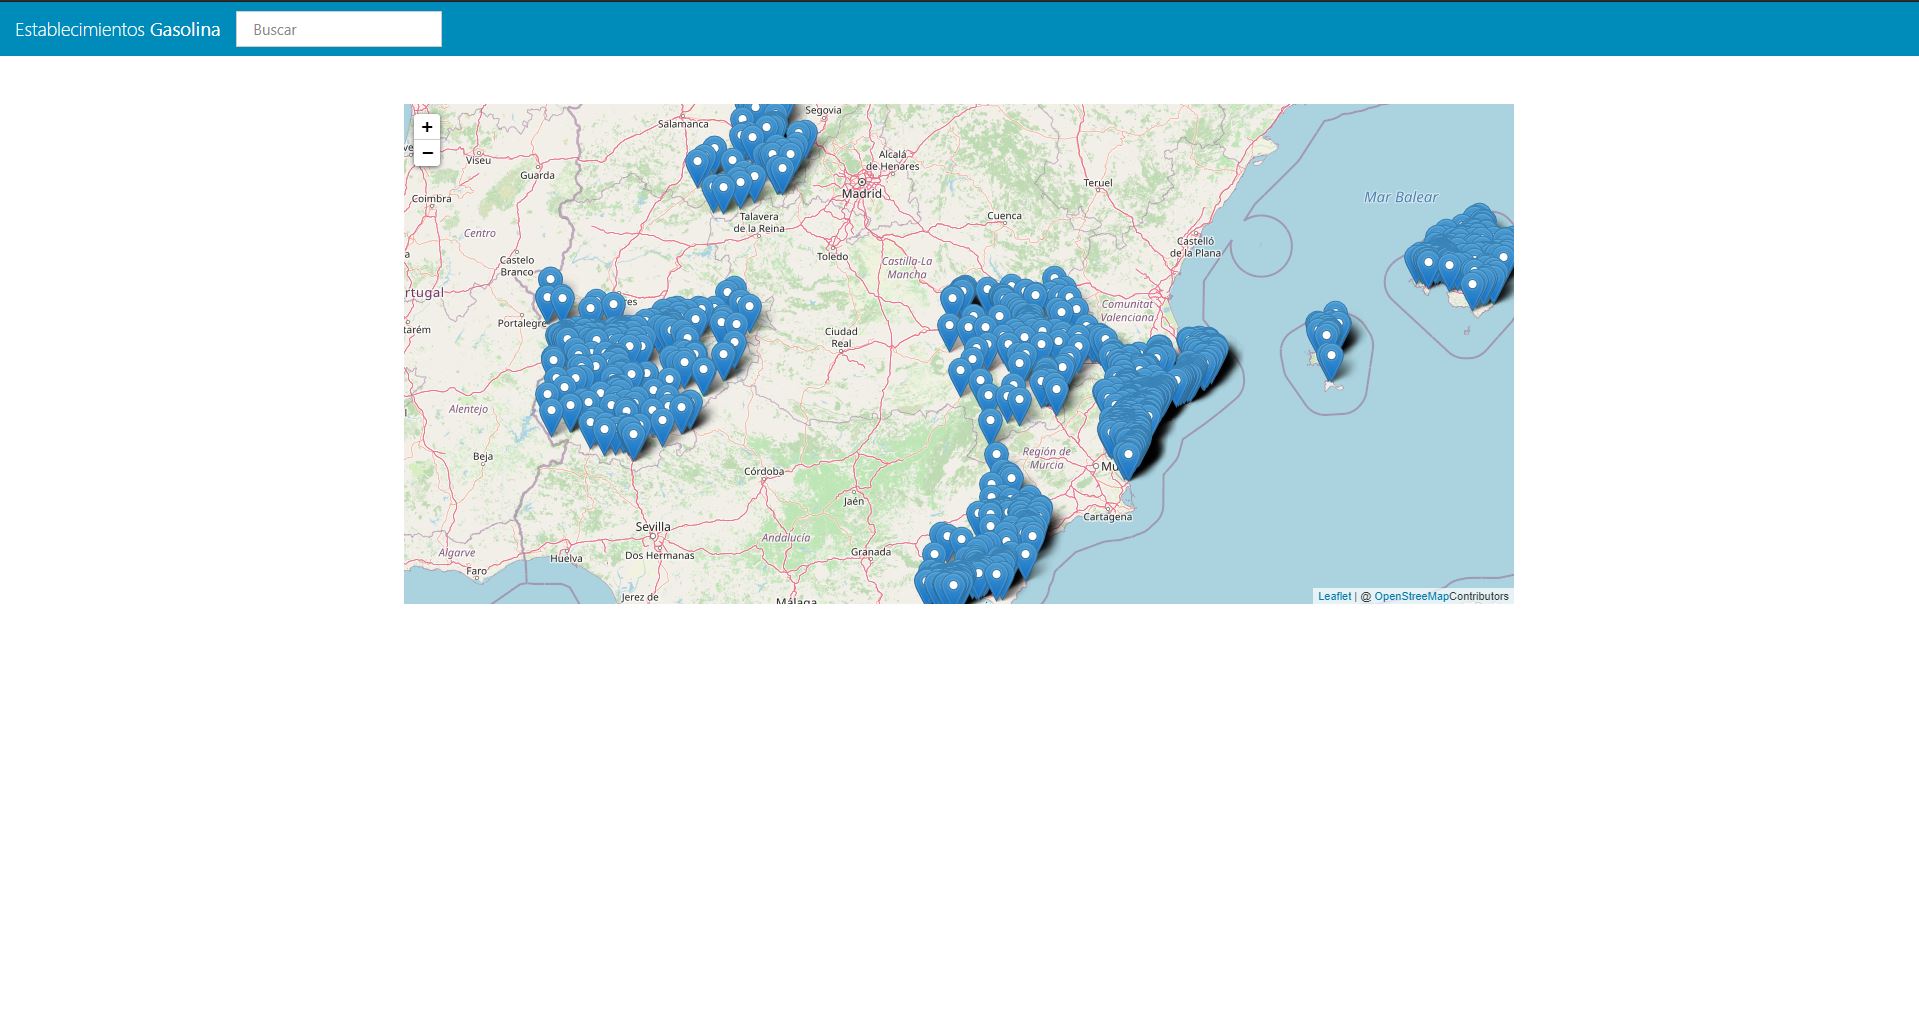 Establecimientos Gasolina
Buscar
+
−
Segovia
Salamanca
Viseu
Alcalá
de Henares
Guarda
Madrid
Teruel
Coimbra
Mar Balear
Talavera
de la Reina
Cuenca
Centro
Castelló
de la Plana
Toledo
Castelo
Branco
Castilla-La
Mancha
rtugal
res
Comunitat
Valenciana
tarém
Portalegre
Ciudad
Real
Alentejo
Beja
Región de
Murcia
Mu
Córdoba
Jaén
Cartagena
Sevilla
Andalucía
Algarve
Huelva
Dos Hermanas
Granada
Faro
Jerez de
Málaga
Leaflet | @ OpenStreeMapContributors